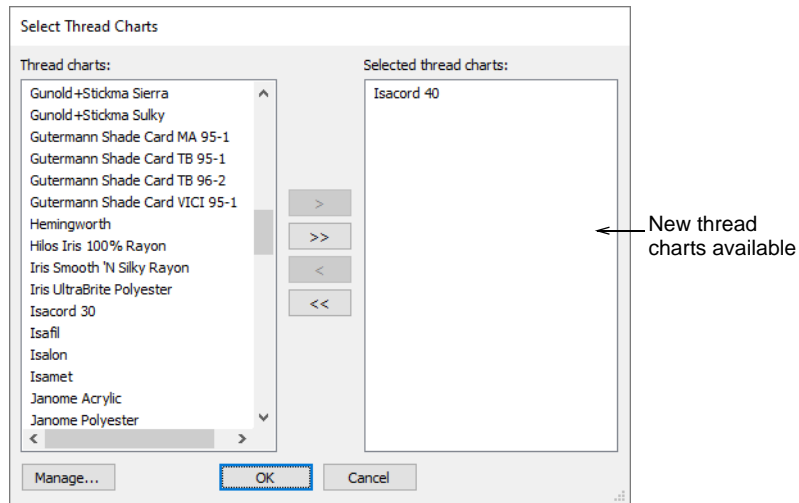 Select Thread Charts
Thread charts:
Selected thread charts:
Gunold+Stickma Sierra
Gunold+Stickma Sulky
Gutermann Shade Card MA 95-1
Gutermann Shade Card TB 95-1
Gutermann Shade Card TB 96-2
Gutermann Shade Card VICI 95-1
Hemingworth
Hilos Iris 100% Rayon
Iris Smooth 'N Silky Rayon
Iris UltraBrite Polyester
Isacord 30
Isafil
Isalon
Isamet
Janome Acrylic
Janome Polyester
>
>>
<
<<
Isacord 40
New thread
charts available
Manage...
OK
Cancel